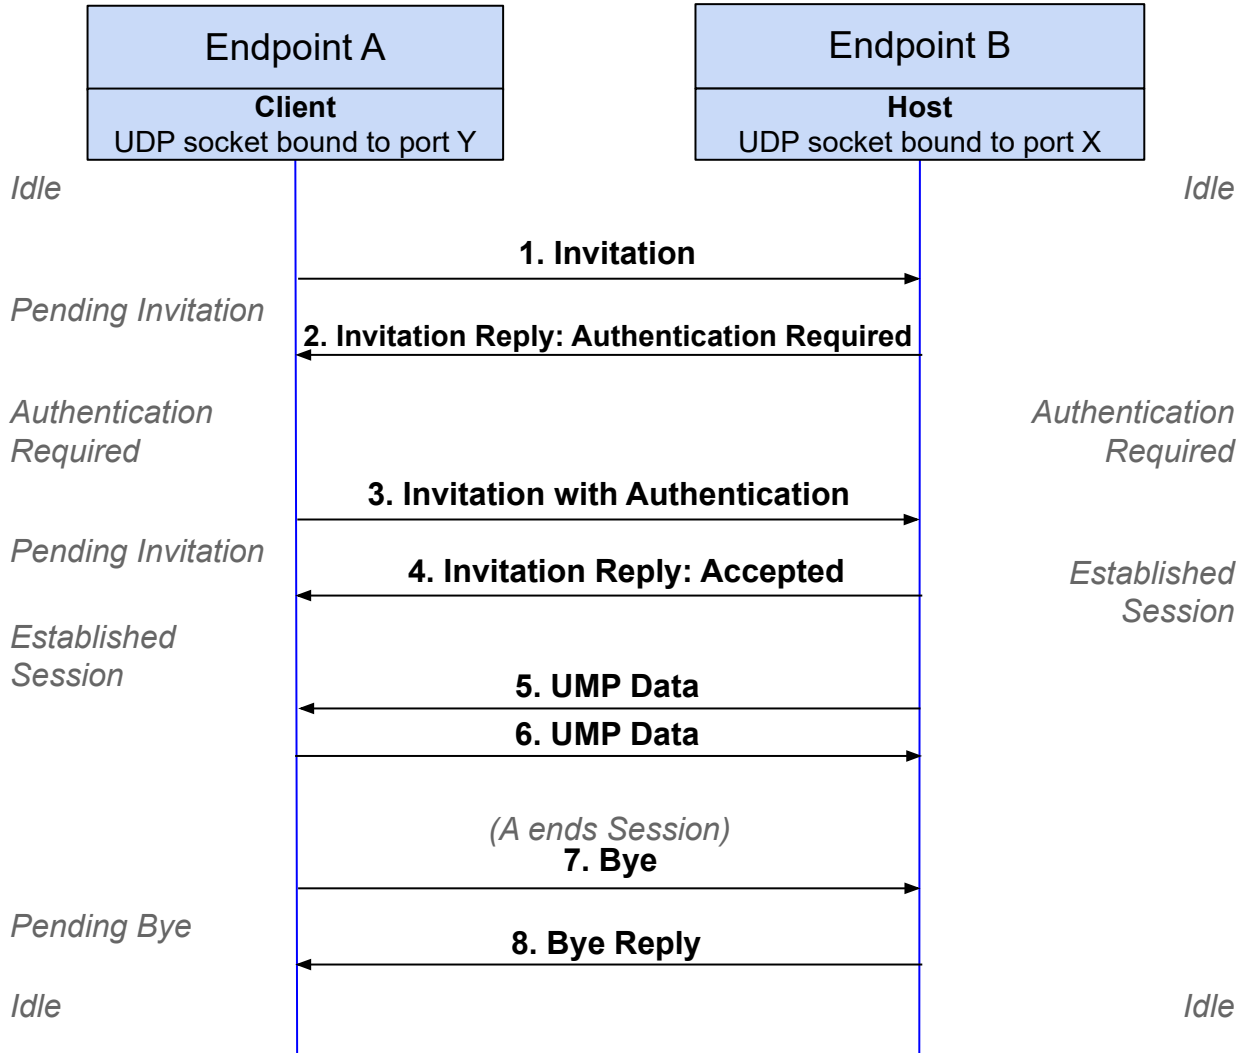 Endpoint A
Endpoint B
Client
UDP socket bound to port Y
Host
UDP socket bound to port X
Idle
Idle
1. Invitation
Pending Invitation
2. Invitation Reply: Authentication Required
Authentication
Required
Authentication
Required
3. Invitation with Authentication
Pending Invitation
4. Invitation Reply: Accepted
Established
Session
Established
Session
5. UMP Data
6. UMP Data
(A ends Session)
7. Bye
Pending Bye
8. Bye Reply
Idle
Idle